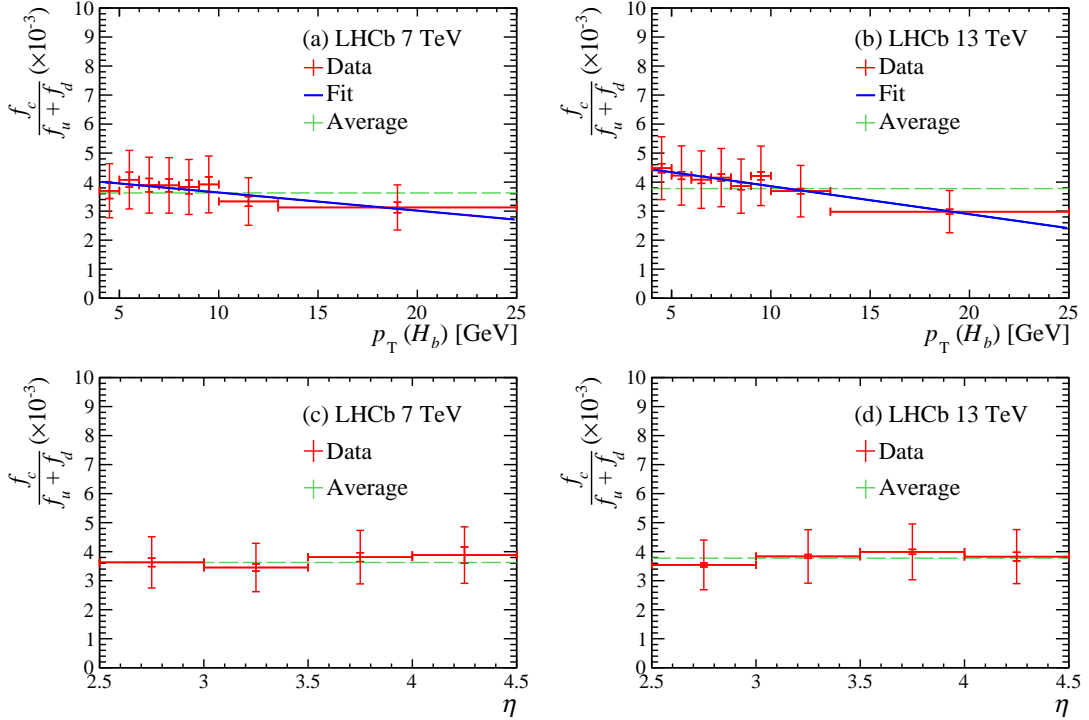 (a) LHCb 7 TeV
Data
Fit
Average
f_c / (f_u + f_d) (×10⁻³)
0 1 2 3 4 5 6 7 8 9 10
5 10 15 20 25
p_T (H_b) [GeV]
(b) LHCb 13 TeV
Data
Fit
Average
f_c / (f_u + f_d) (×10⁻³)
0 1 2 3 4 5 6 7 8 9 10
5 10 15 20 25
p_T (H_b) [GeV]
(c) LHCb 7 TeV
Data
Average
f_c / (f_u + f_d) (×10⁻³)
0 1 2 3 4 5 6 7 8 9 10
2.5 3 3.5 4 4.5
η
(d) LHCb 13 TeV
Data
Average
f_c / (f_u + f_d) (×10⁻³)
0 1 2 3 4 5 6 7 8 9 10
2.5 3 3.5 4 4.5
η